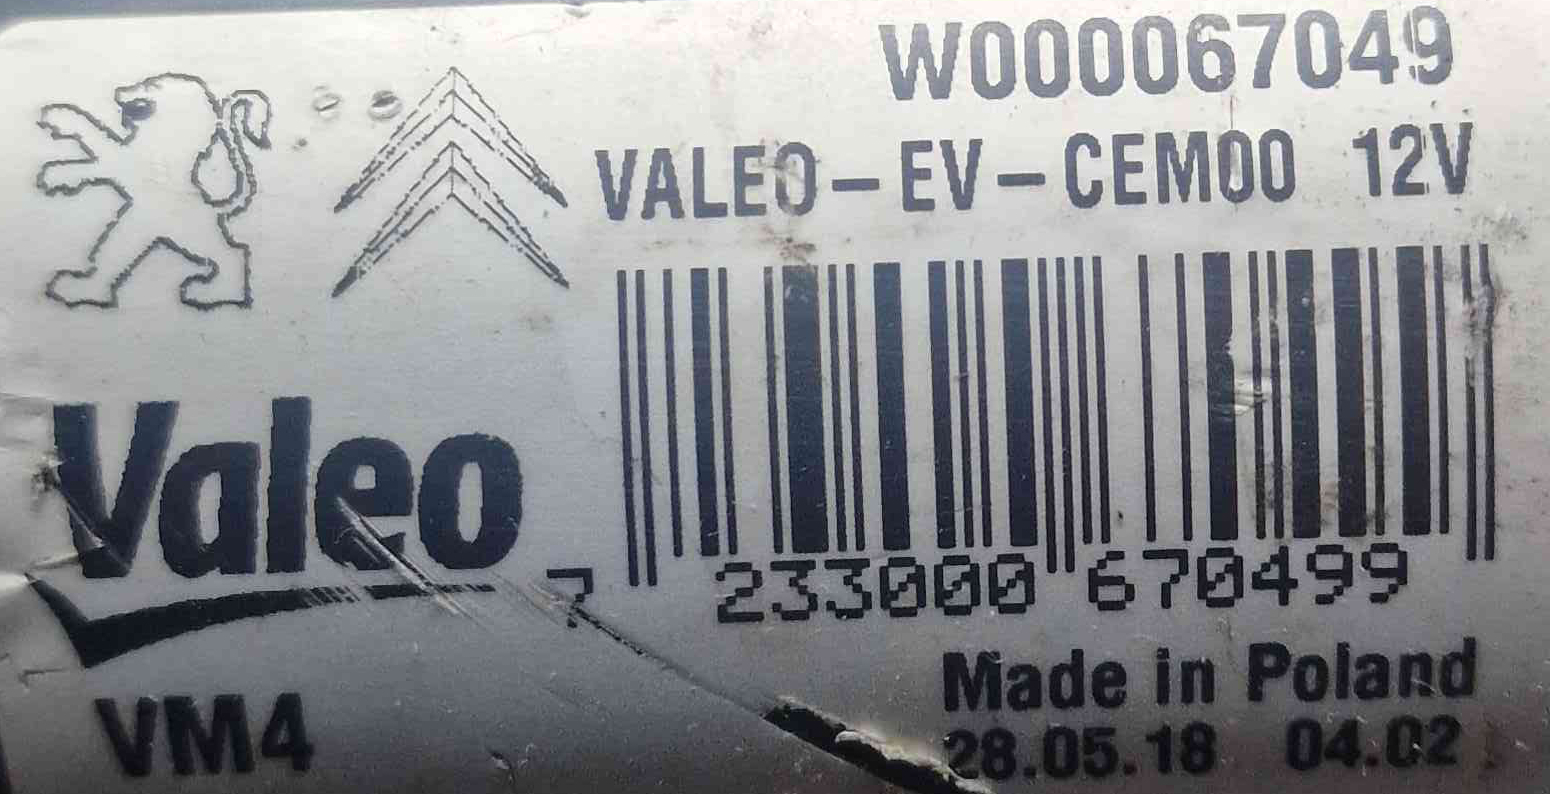 W000067049
VALEO-EV-CEM00 12V
Valeo
7 233000 670499
VM4
Made in Poland
28.05.18 04.02